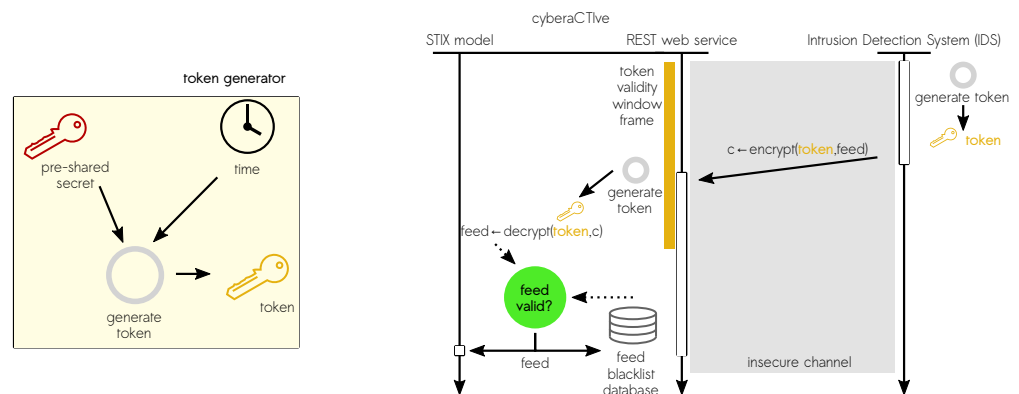 token generator
pre-shared
secret
time
generate
token
token
cyberaCTIve
STIX model
REST web service
Intrusion Detection System (IDS)
token
validity
window
frame
generate token
token
c←encrypt(token,feed)
generate
token
feed←decrypt(token,c)
feed
valid?
feed
feed
blacklist
database
insecure channel